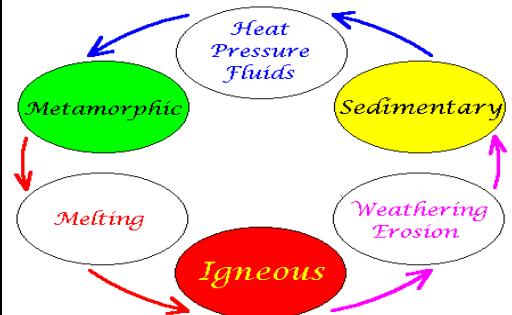 Heat
Pressure
Fluids
Metamorphic
Sedimentary
Melting
Weathering
Erosion
Igneous